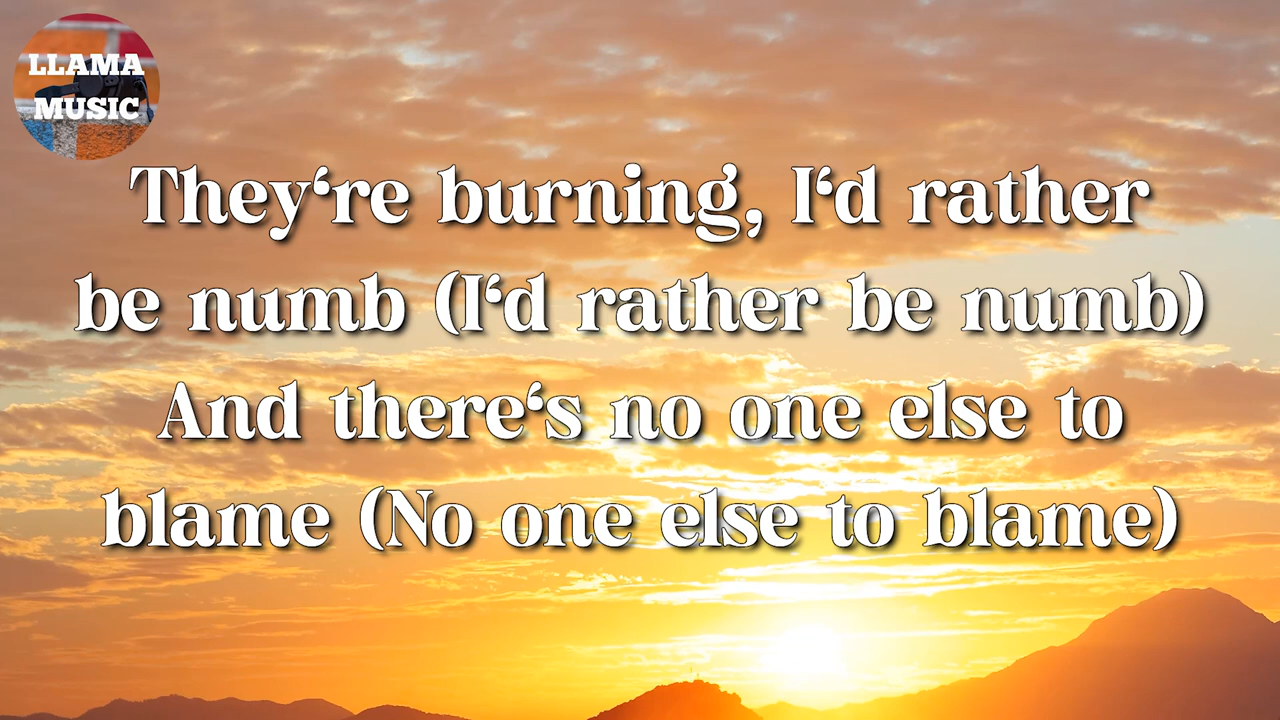 LLAMA
MUSIC
They‘re burning, I‘d rather
be numb (I‘d rather be numb)
And there‘s no one else to
blame (No one else to blame)